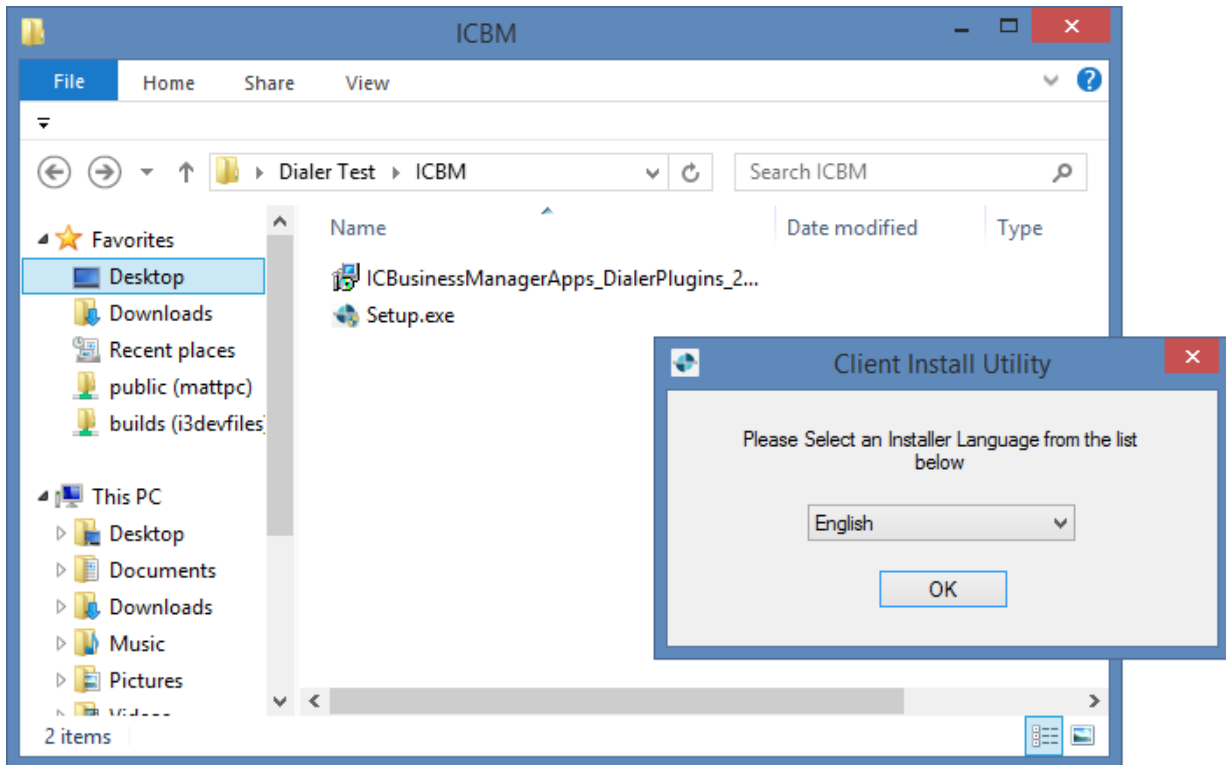 ICBM
File Home Share View
Dialer Test ICBM Search ICBM
Name Date modified Type
Favorites
Desktop
Downloads
Recent places
public (mattpc)
builds (i3devfiles)
This PC
Desktop
Documents
Downloads
Music
Pictures
Videos
ICBusinessManagerApps_DialerPlugins_2...
Setup.exe
Client Install Utility
Please Select an Installer Language from the list
below
English
OK
2 items